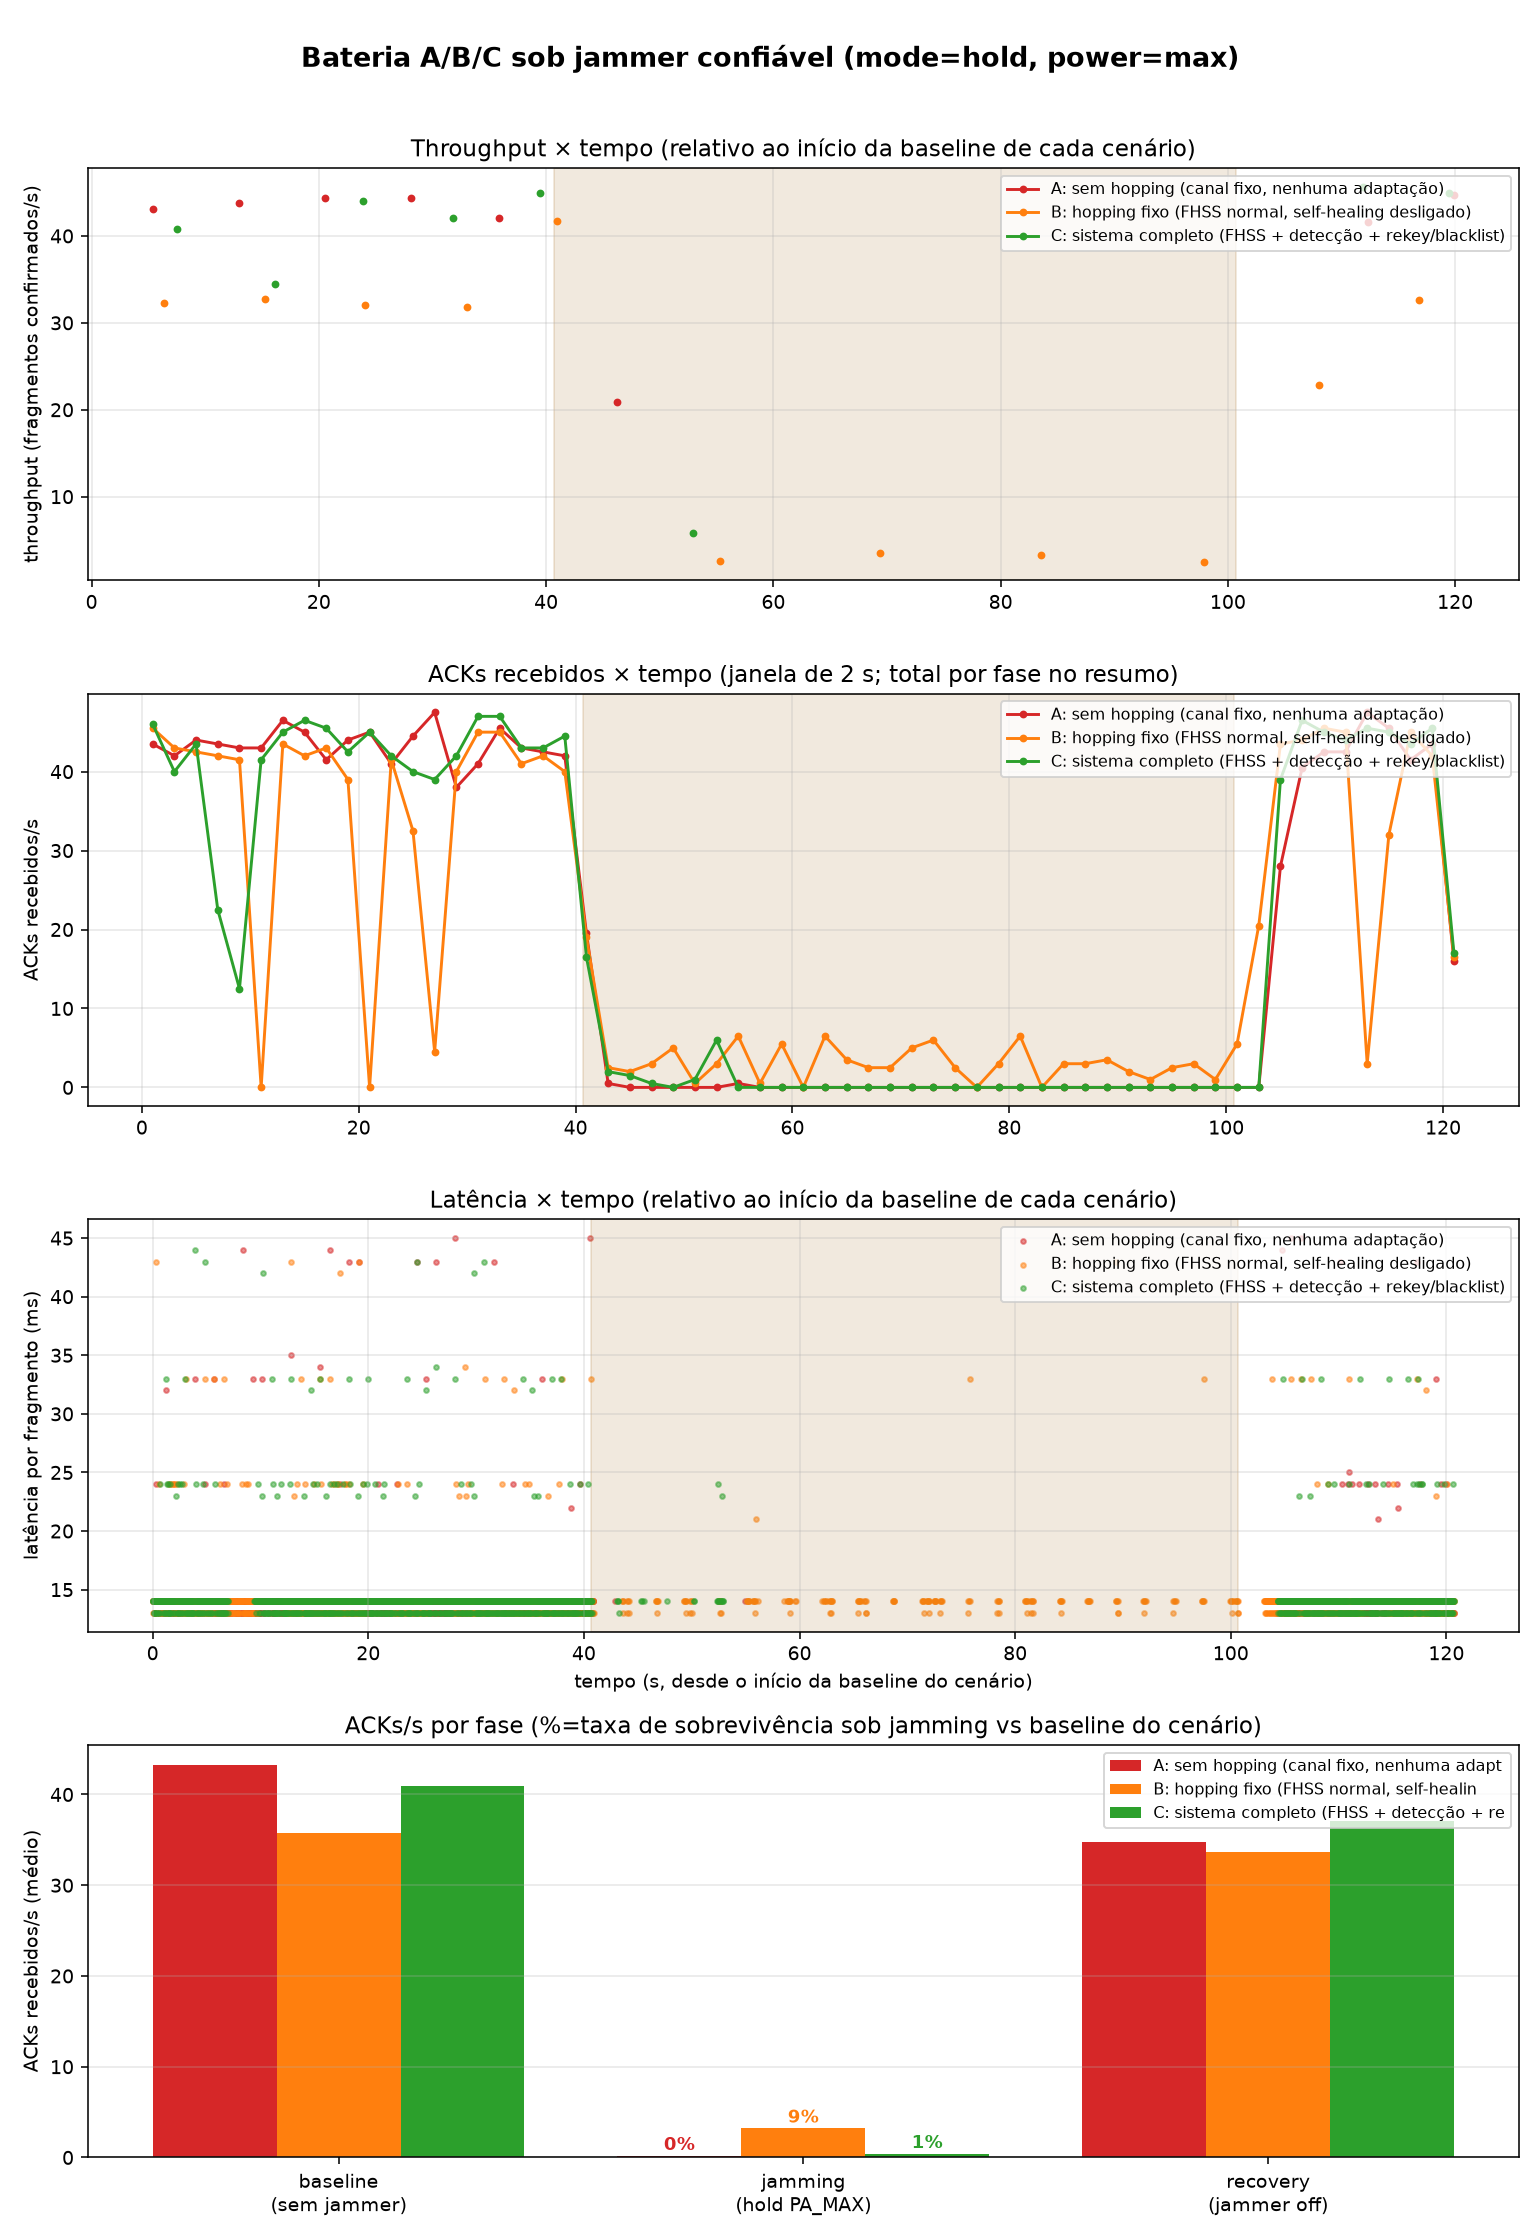 Bateria A/B/C sob jammer confiável (mode=hold, power=max)
Throughput × tempo (relativo ao início da baseline de cada cenário)
throughput (fragmentos confirmados/s)
40
30
20
10
A: sem hopping (canal fixo, nenhuma adaptação)
B: hopping fixo (FHSS normal, self-healing desligado)
C: sistema completo (FHSS + detecção + rekey/blacklist)
0 20 40 60 80 100 120
ACKs recebidos × tempo (janela de 2 s; total por fase no resumo)
ACKs recebidos/s
40
30
20
10
0
A: sem hopping (canal fixo, nenhuma adaptação)
B: hopping fixo (FHSS normal, self-healing desligado)
C: sistema completo (FHSS + detecção + rekey/blacklist)
0 20 40 60 80 100 120
Latência × tempo (relativo ao início da baseline de cada cenário)
latência por fragmento (ms)
45
40
35
30
25
20
15
A: sem hopping (canal fixo, nenhuma adaptação)
B: hopping fixo (FHSS normal, self-healing desligado)
C: sistema completo (FHSS + detecção + rekey/blacklist)
0 20 40 60 80 100 120
tempo (s, desde o início da baseline do cenário)
ACKs/s por fase (%=taxa de sobrevivência sob jamming vs baseline do cenário)
ACKs recebidos/s (médio)
40
30
20
10
0
A: sem hopping (canal fixo, nenhuma adapt
B: hopping fixo (FHSS normal, self-healin
C: sistema completo (FHSS + detecção + re
0% 9% 1%
baseline
(sem jammer)
jamming
(hold PA_MAX)
recovery
(jammer off)